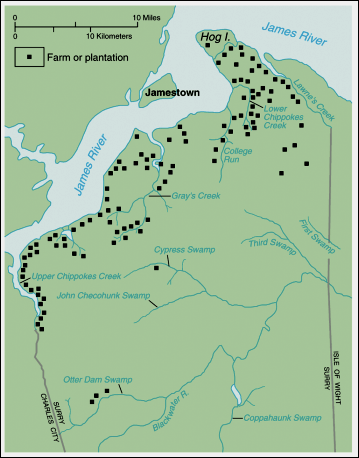 0 10 Miles
0 10 Kilometers
Farm or plantation
Hog I.
James River
Jamestown
Lawne's Creek
Lower
Chippokes
Creek
College
Run
James River
Gray's Creek
First Swamp
Third Swamp
Cypress Swamp
Upper Chippokes Creek
John Checohunk Swamp
ISLE OF WIGHT
SURRY
Otter Dam Swamp
SURRY
CHARLES CITY
Blackwater R.
Coppahaunk Swamp